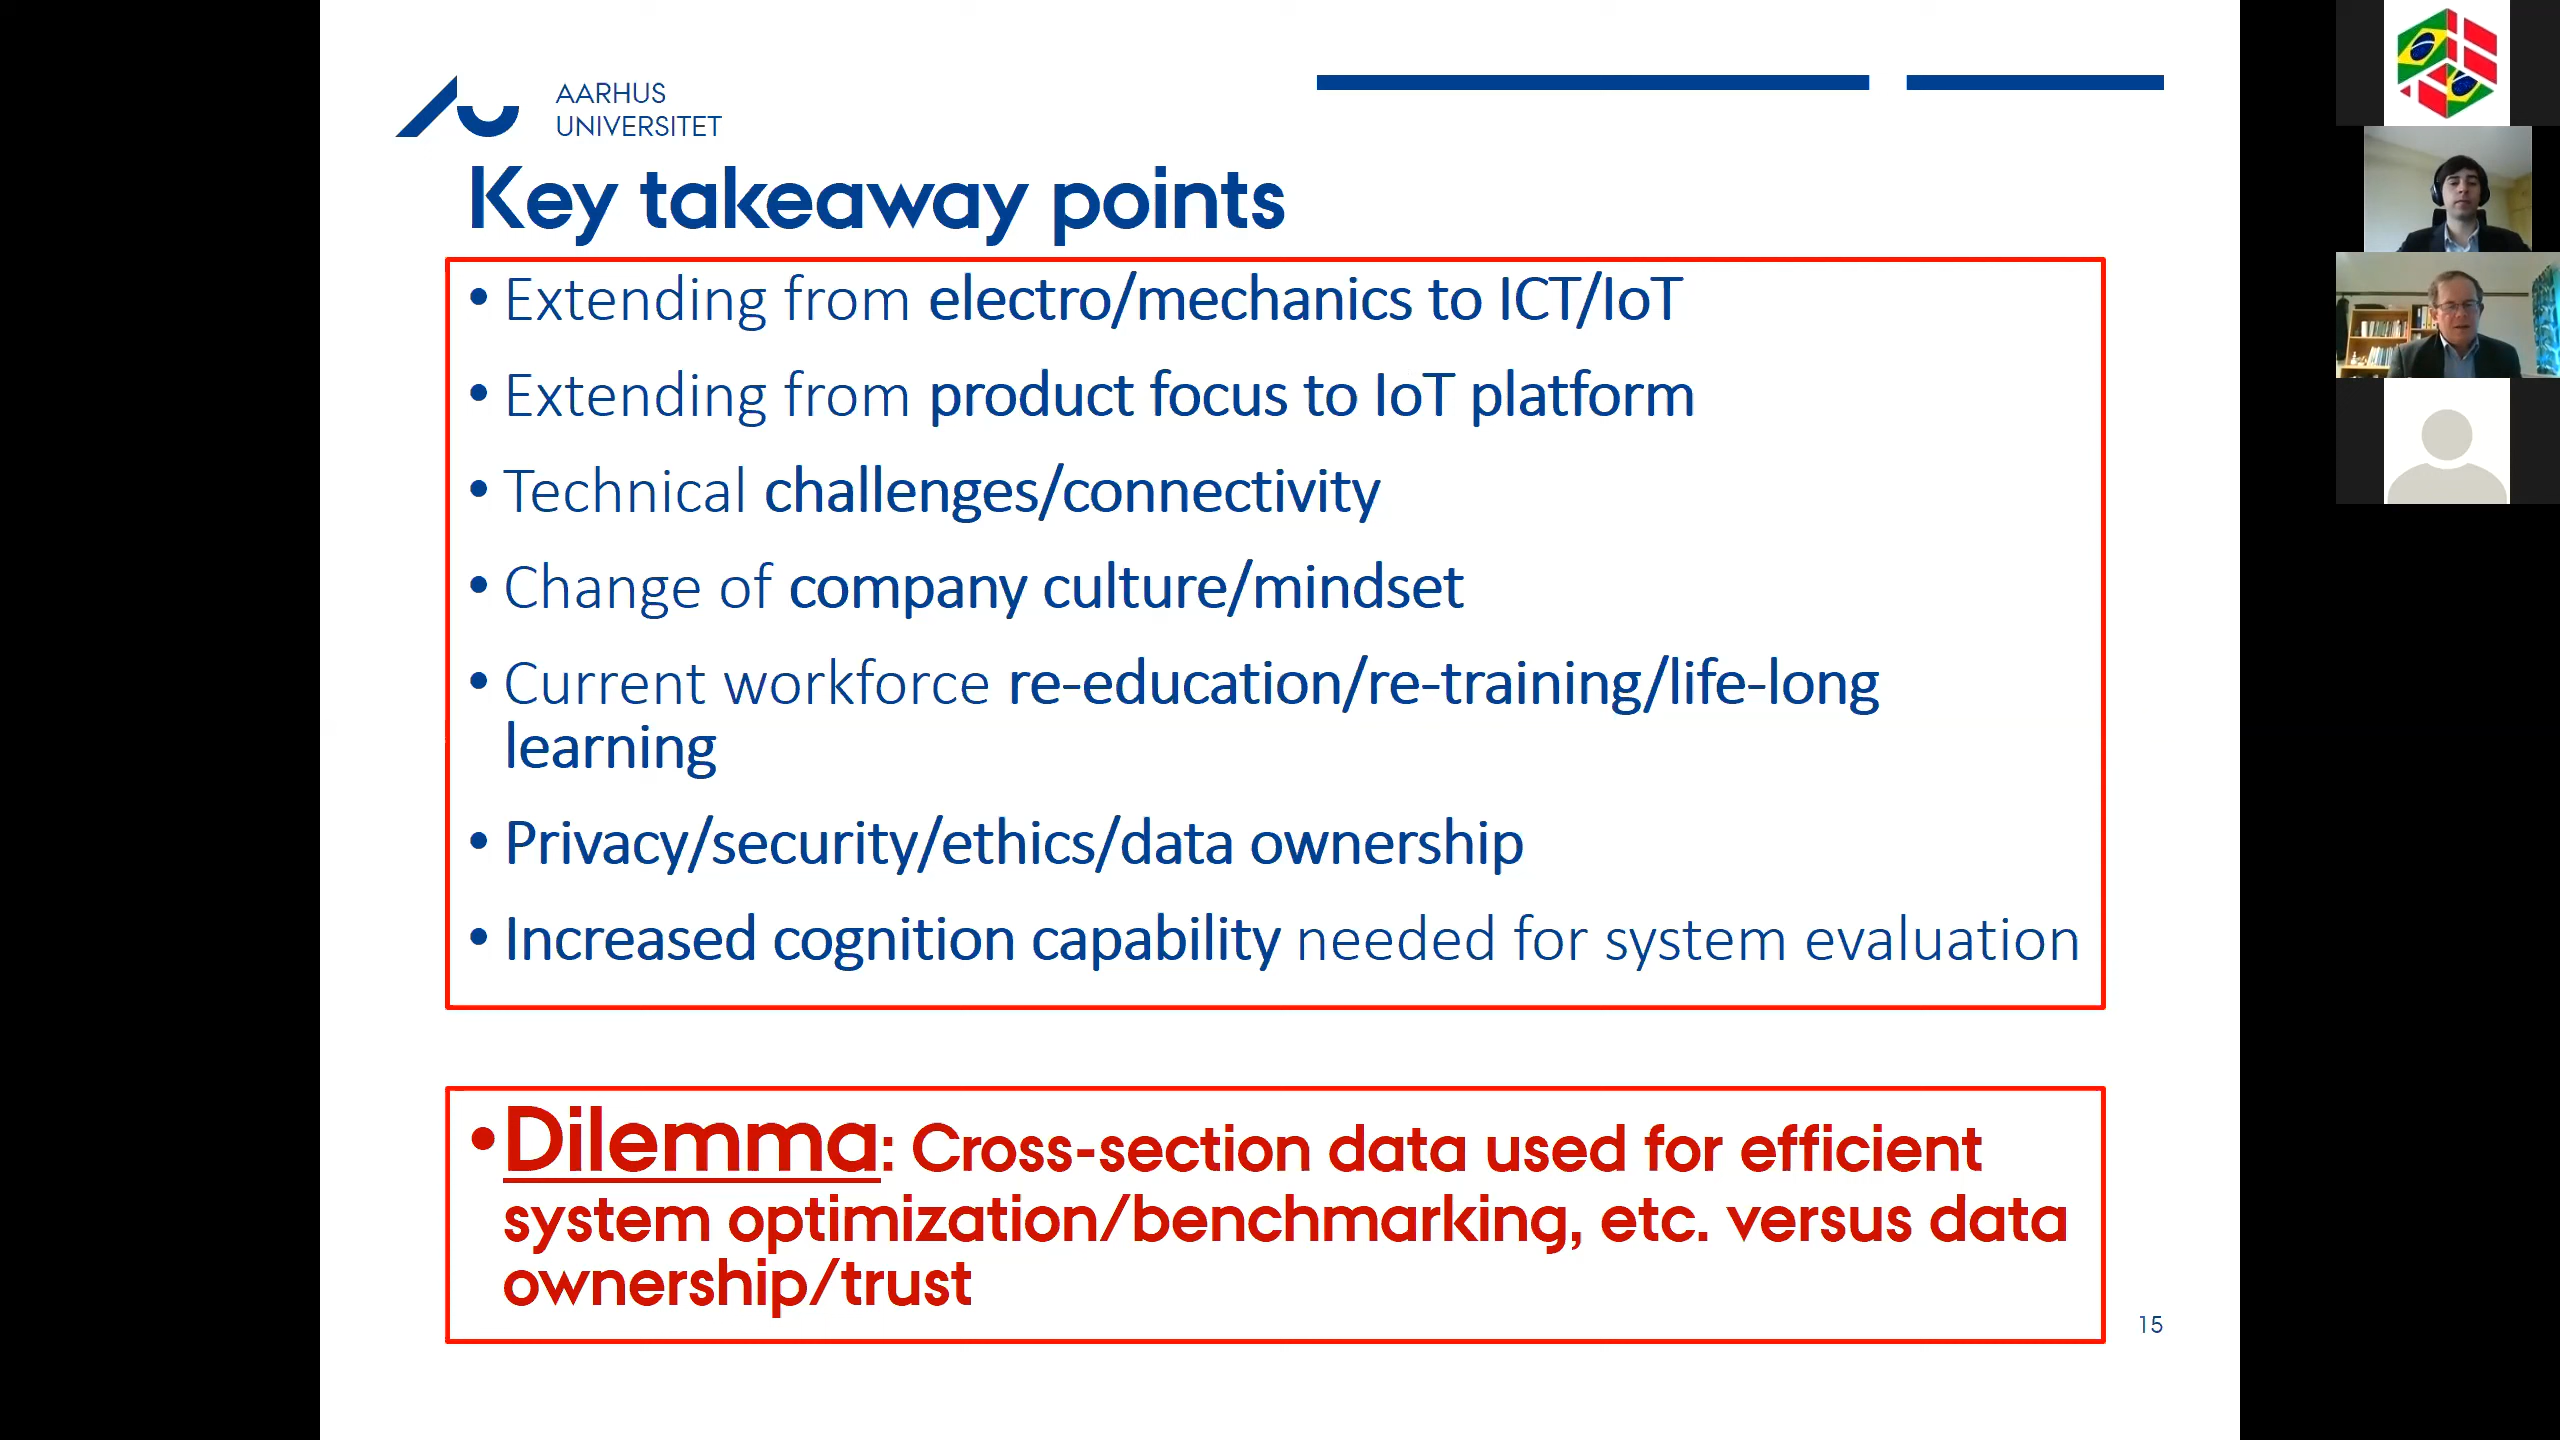 AARHUS
UNIVERSITET
Key takeaway points
• Extending from electro/mechanics to ICT/IoT
• Extending from product focus to IoT platform
• Technical challenges/connectivity
• Change of company culture/mindset
• Current workforce re-education/re-training/life-long
learning
• Privacy/security/ethics/data ownership
• Increased cognition capability needed for system evaluation
• Dilemma: Cross-section data used for efficient
system optimization/benchmarking, etc. versus data
ownership/trust
15